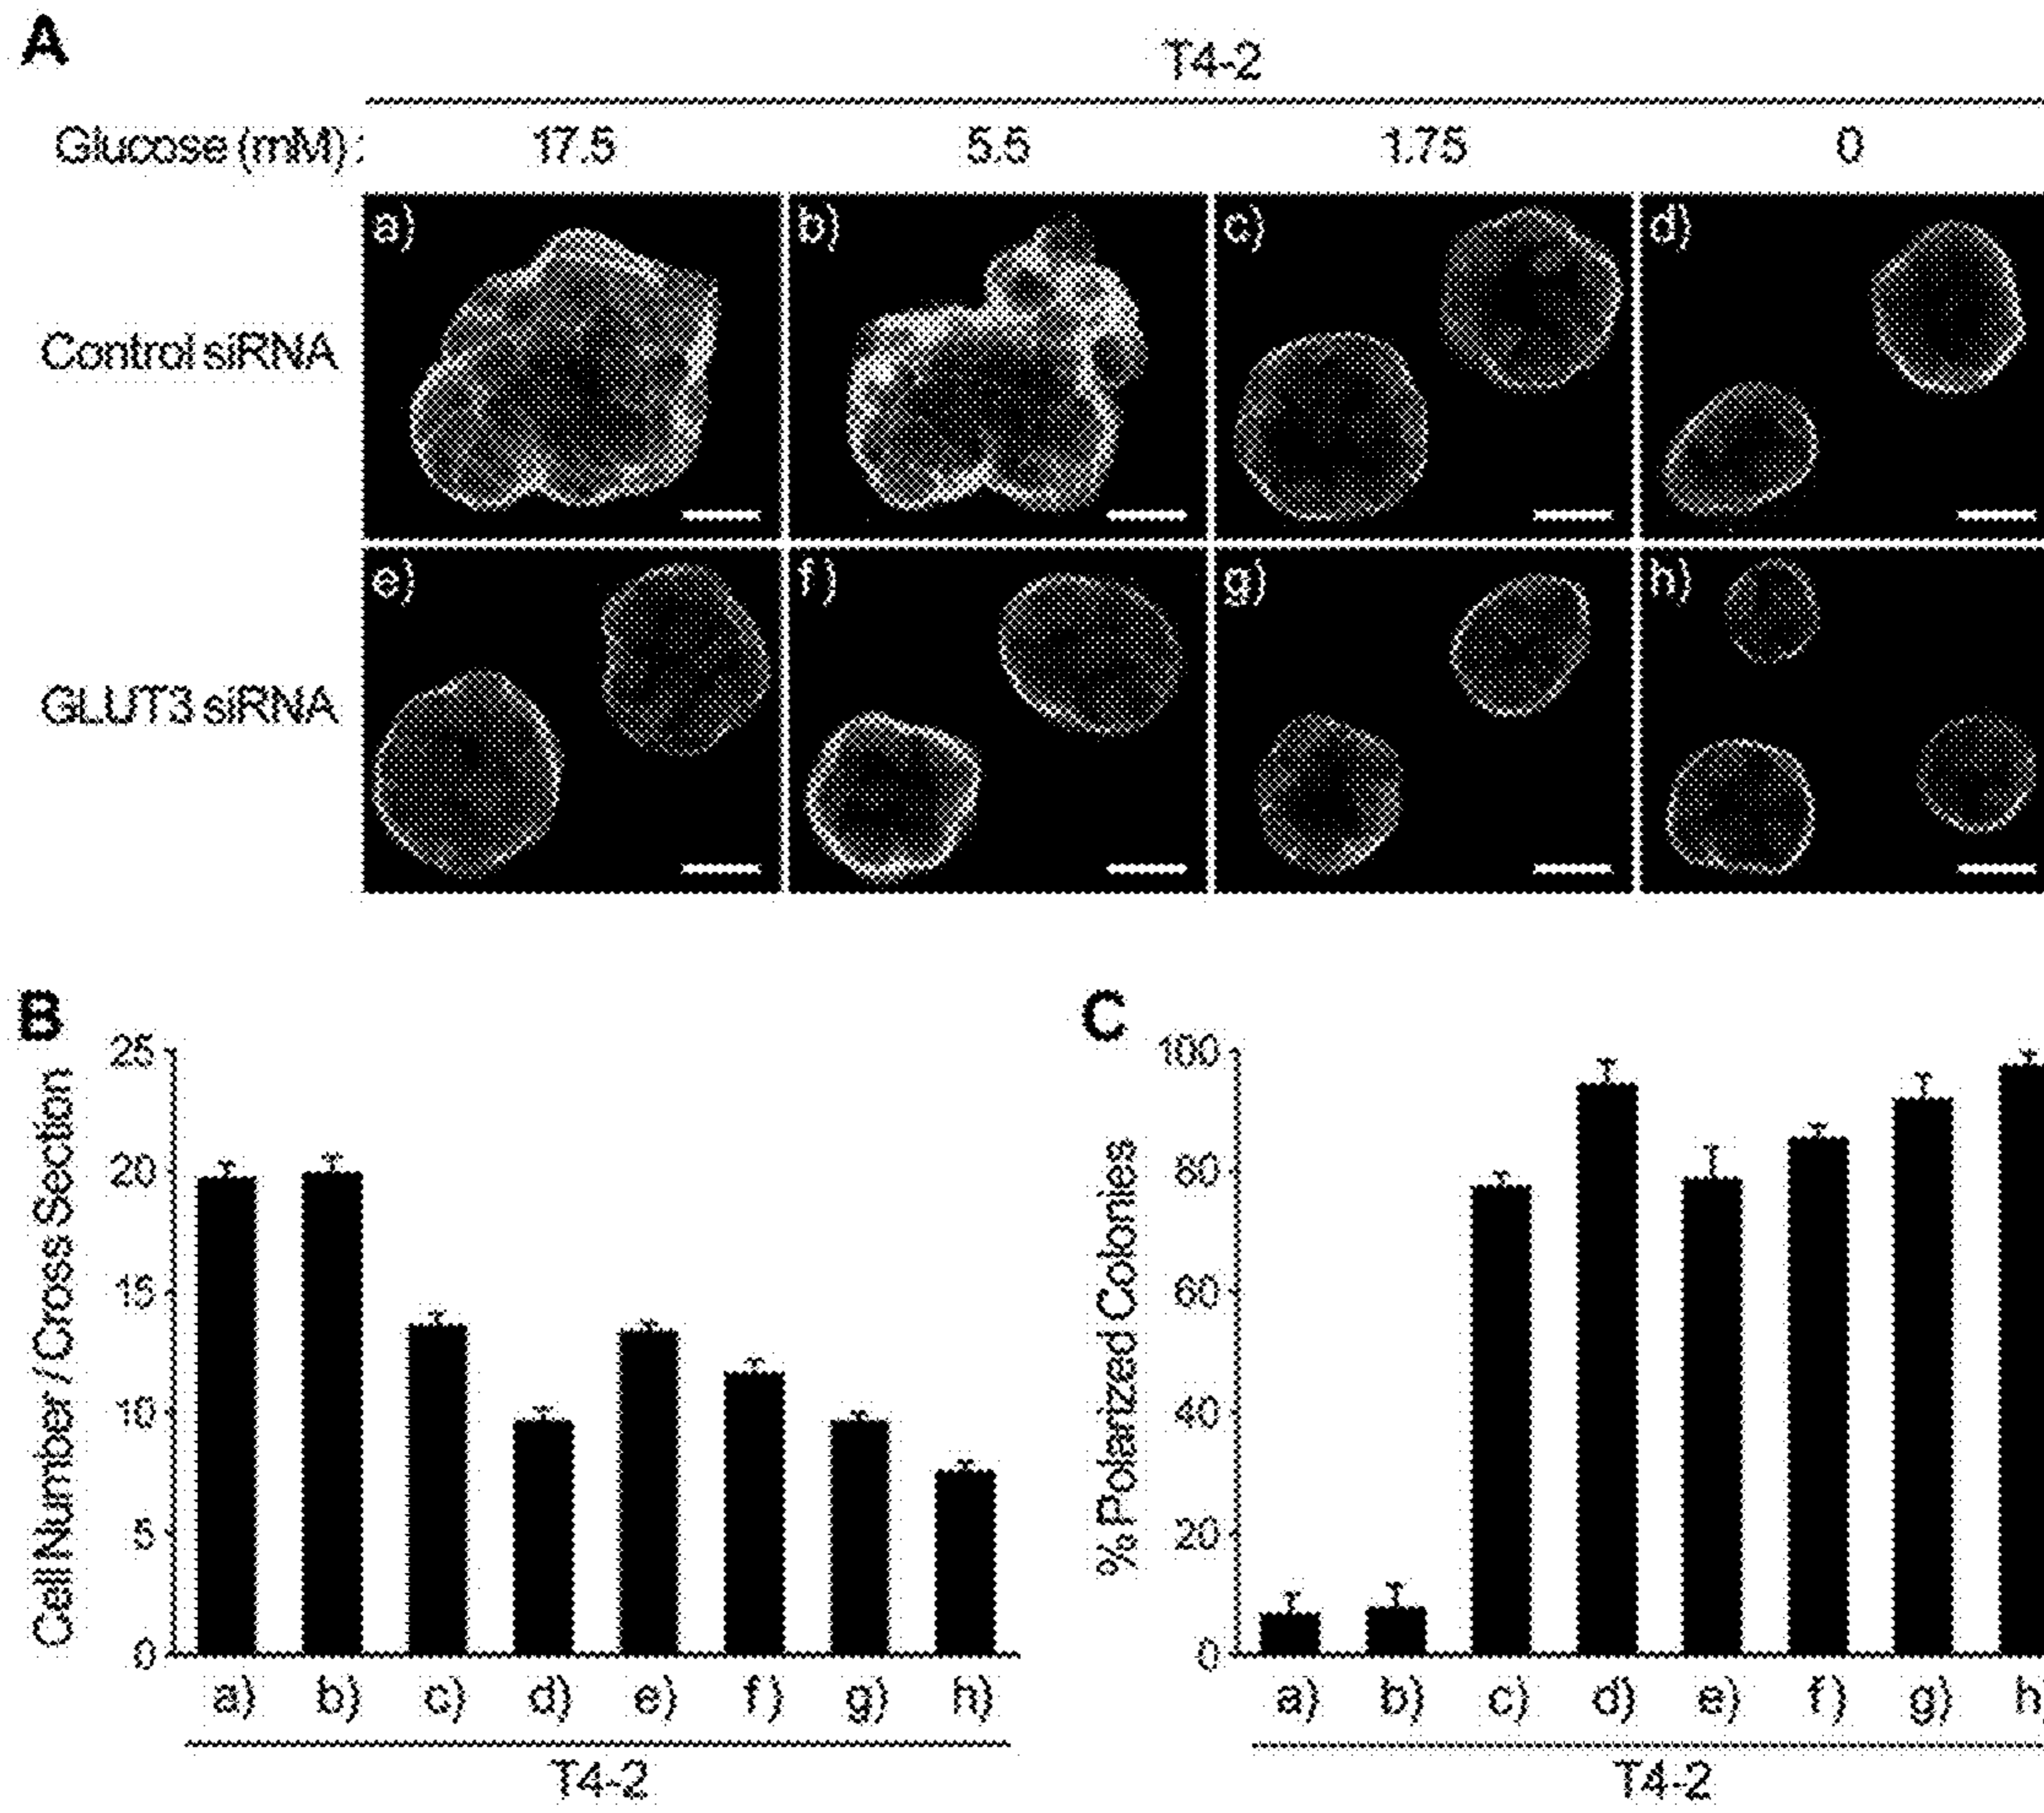 A
T4-2
Glucose (mM): 17.5 5.5 1.75 0
Control siRNA
a) b) c) d)
GLUT3 siRNA
e) f) g) h)
B
Cell Number / Cross Section
25
20
15
10
5
0
a) b) c) d) e) f) g) h)
T4-2
C
% Polarized Colonies
100
80
60
40
20
0
a) b) c) d) e) f) g) h
T4-2